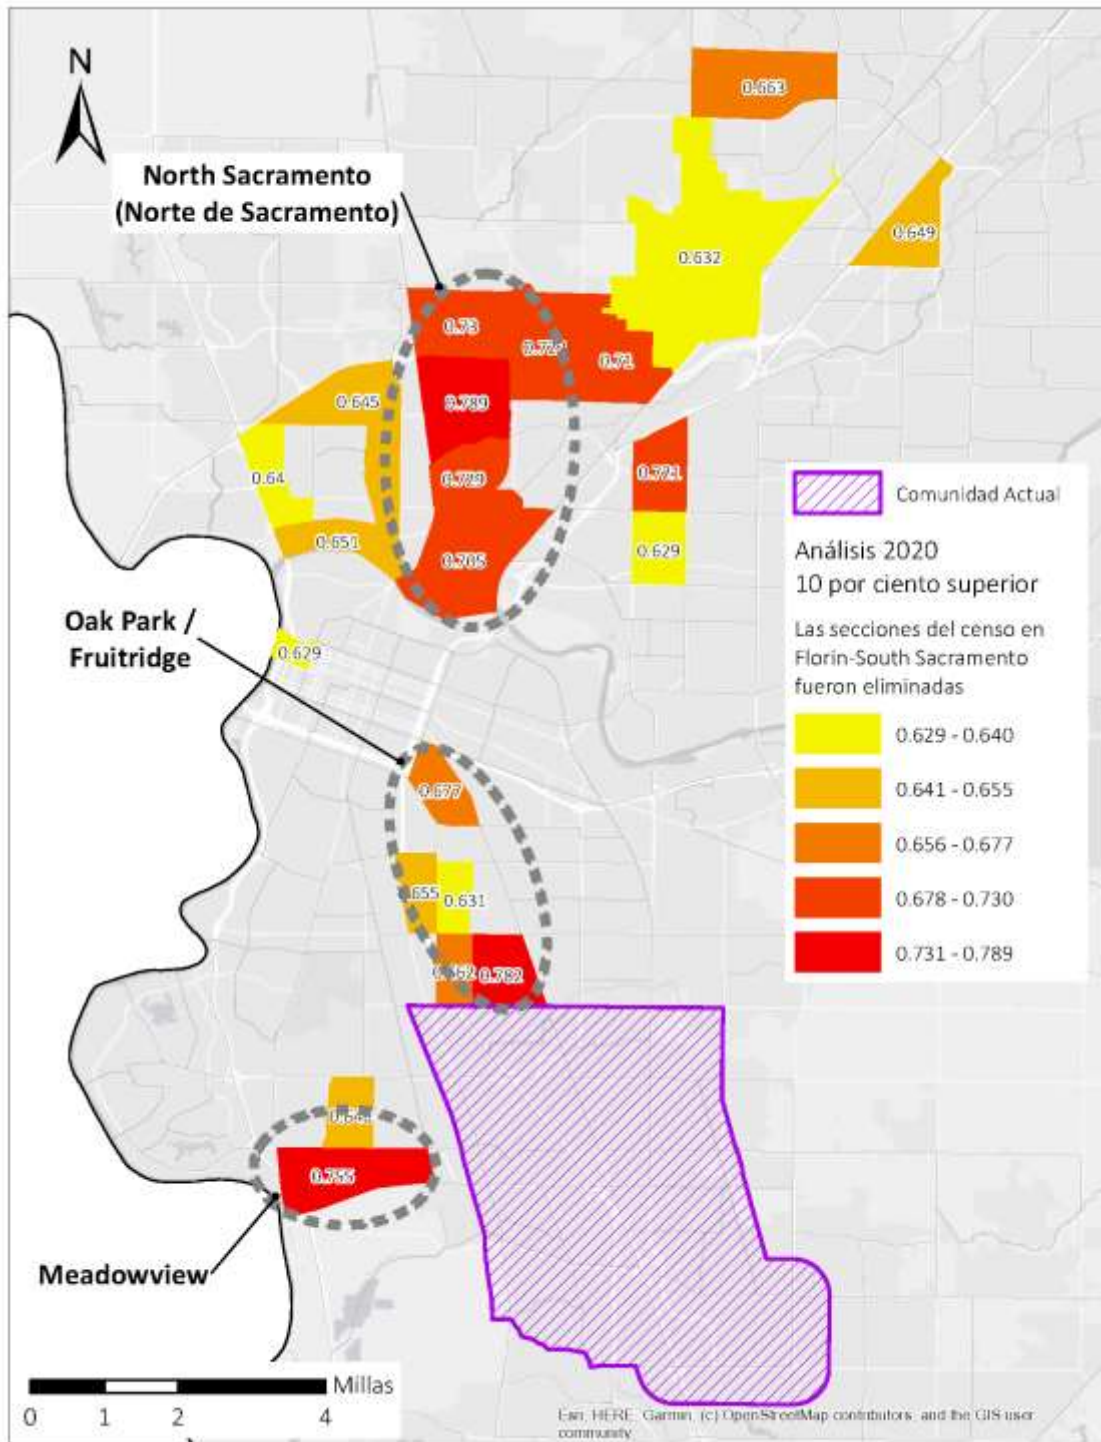 N
North Sacramento
(Norte de Sacramento)
0.663
0.649
0.632
0.73
0.71
0.789
0.645
0.64
0.729
0.721
0.651
0.705
0.629
0.629
Oak Park /
Fruitridge
0.677
0.631
0.782
0.755
Meadowview
Comunidad Actual
Análisis 2020
10 por ciento superior
Las secciones del censo en
Florin-South Sacramento
fueron eliminadas
0.629 - 0.640
0.641 - 0.655
0.656 - 0.677
0.678 - 0.730
0.731 - 0.789
Millas
0 1 2 4
Esri, HERE, Garmin, (c) OpenStreetMap contributors, and the GIS user
community